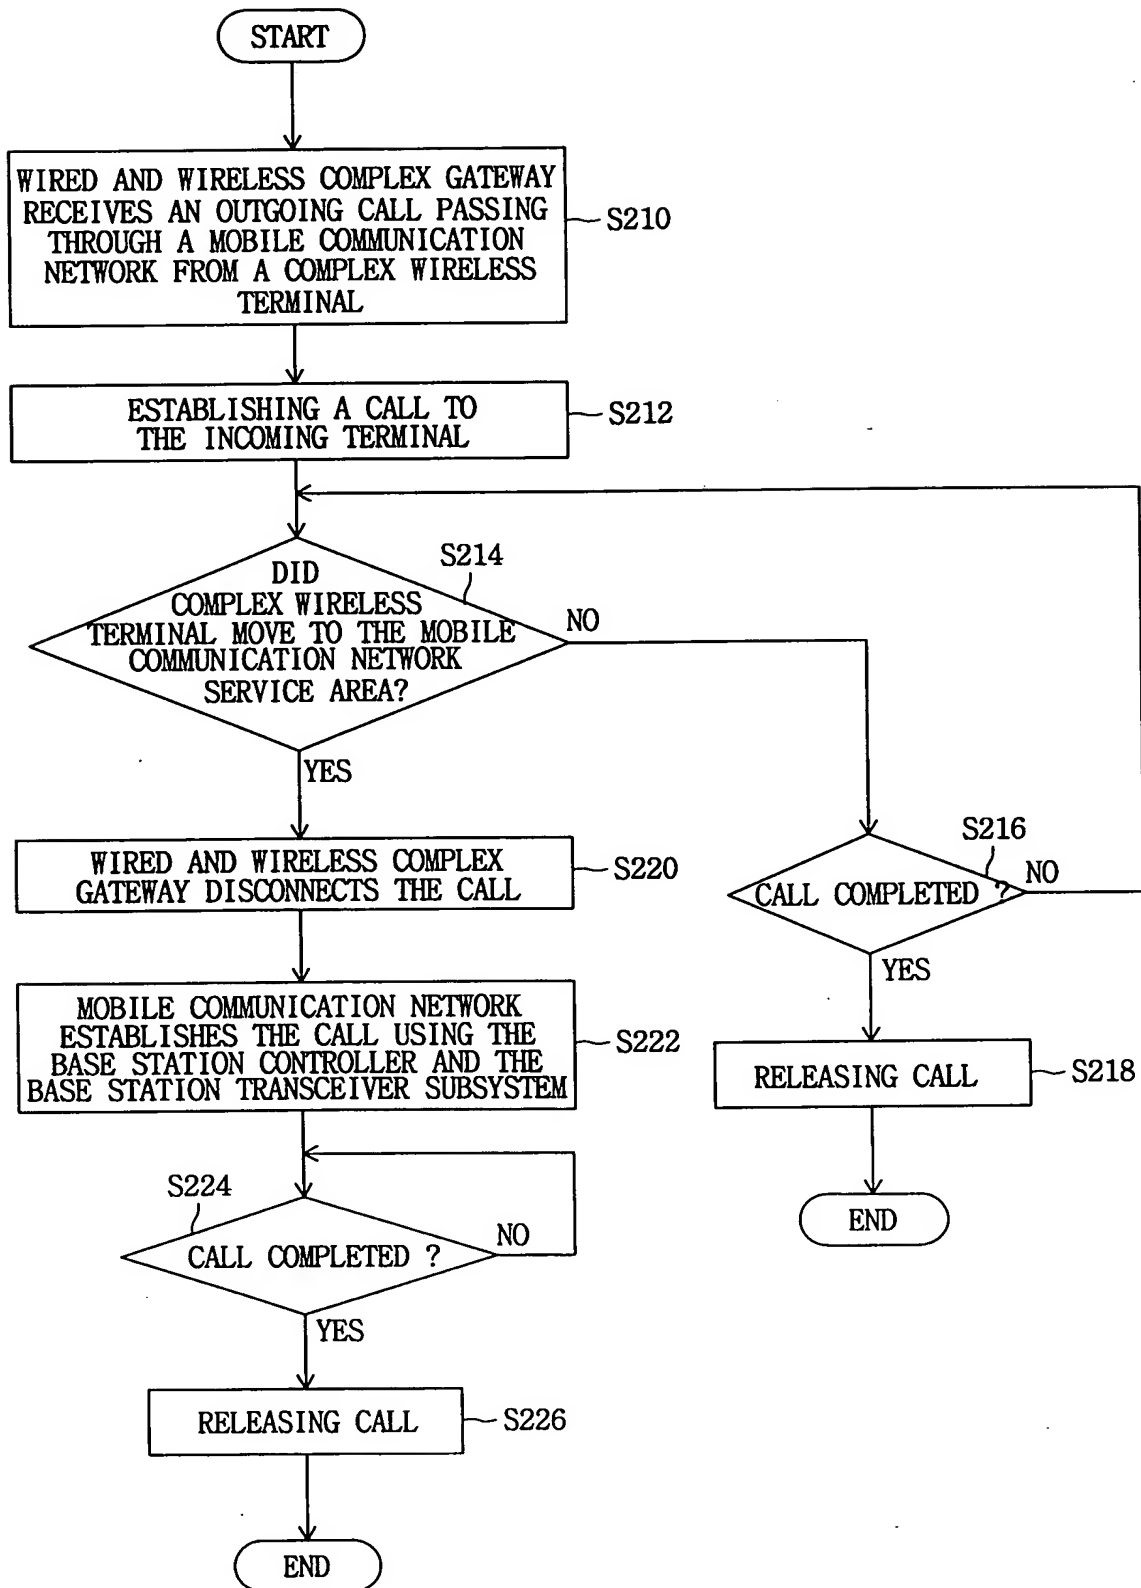 START
WIRED AND WIRELESS COMPLEX GATEWAY
RECEIVES AN OUTGOING CALL PASSING
THROUGH A MOBILE COMMUNICATION
NETWORK FROM A COMPLEX WIRELESS
TERMINAL
S210
ESTABLISHING A CALL TO
THE INCOMING TERMINAL
S212
S214
DID
COMPLEX WIRELESS
TERMINAL MOVE TO THE MOBILE
COMMUNICATION NETWORK
SERVICE AREA?
NO
YES
S216
CALL COMPLETED ?
NO
YES
WIRED AND WIRELESS COMPLEX
GATEWAY DISCONNECTS THE CALL
S220
MOBILE COMMUNICATION NETWORK
ESTABLISHES THE CALL USING THE
BASE STATION CONTROLLER AND THE
BASE STATION TRANSCEIVER SUBSYSTEM
S222
RELEASING CALL
S218
END
S224
CALL COMPLETED ?
NO
YES
RELEASING CALL
S226
END